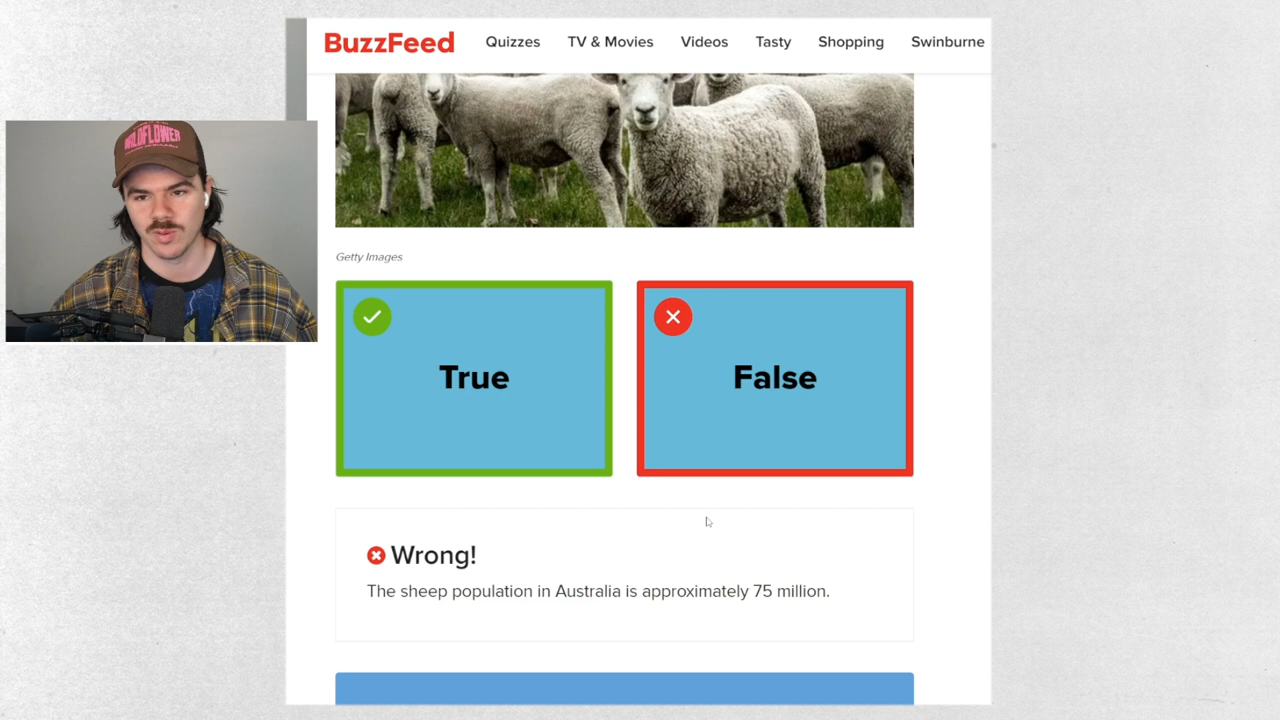 BuzzFeed Quizzes TV & Movies Videos Tasty Shopping Swinburne
WILDFLOWER
Getty Images
True False
Wrong!
The sheep population in Australia is approximately 75 million.